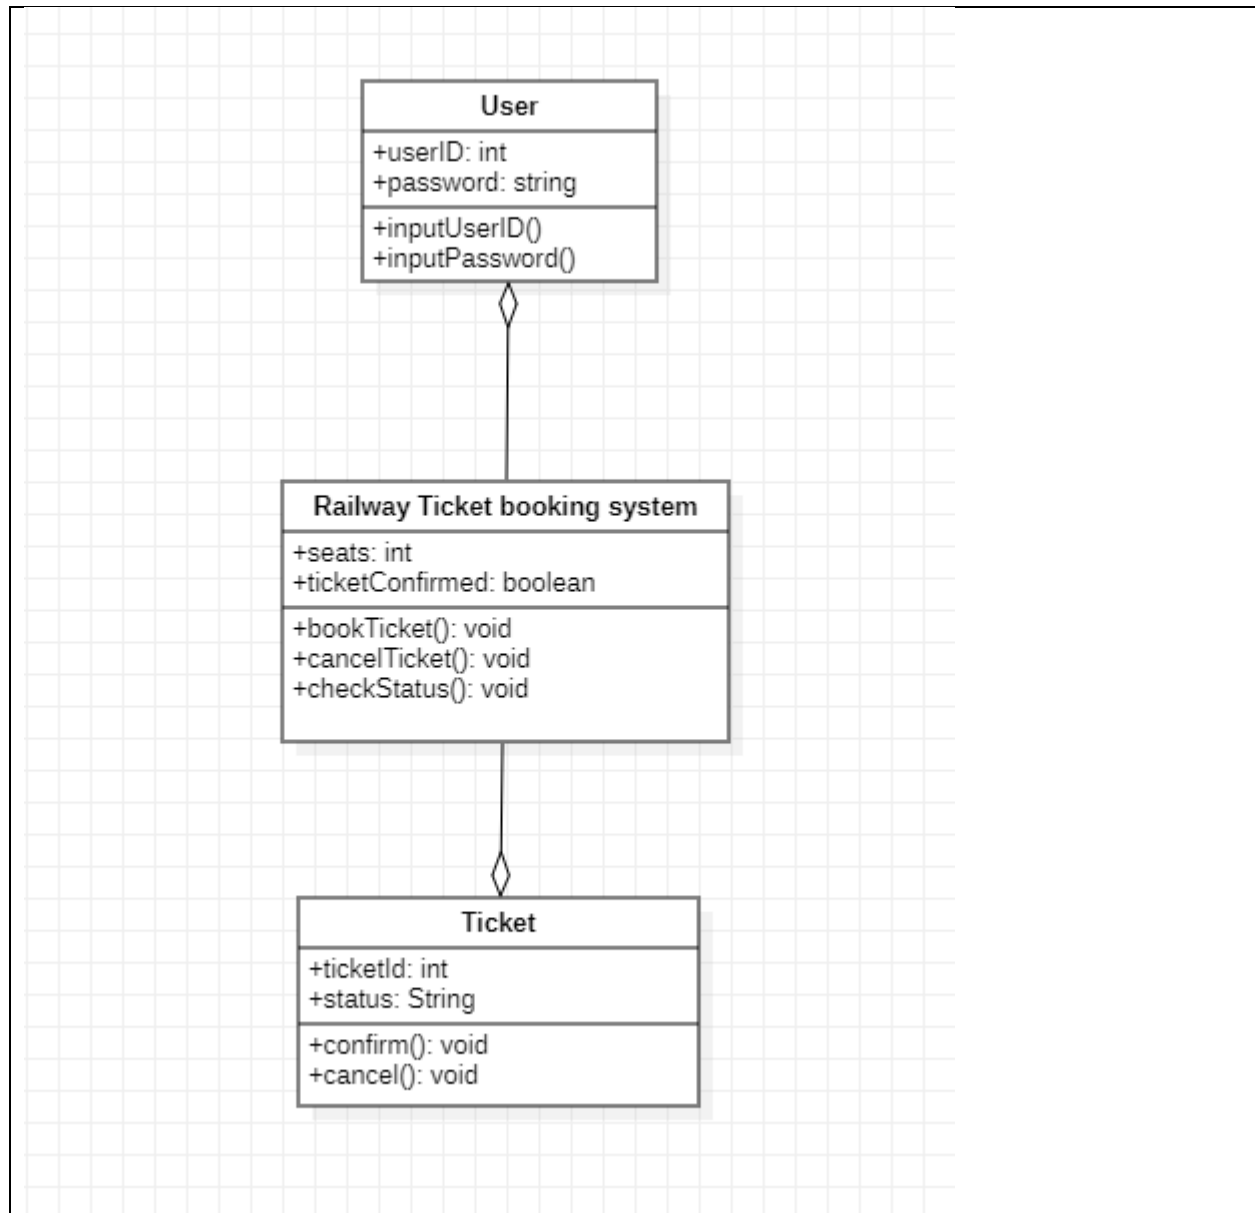 User
+userID: int
+password: string
+inputUserID()
+inputPassword()
Railway Ticket booking system
+seats: int
+ticketConfirmed: boolean
+bookTicket(): void
+cancelTicket(): void
+checkStatus(): void
Ticket
+ticketId: int
+status: String
+confirm(): void
+cancel(): void